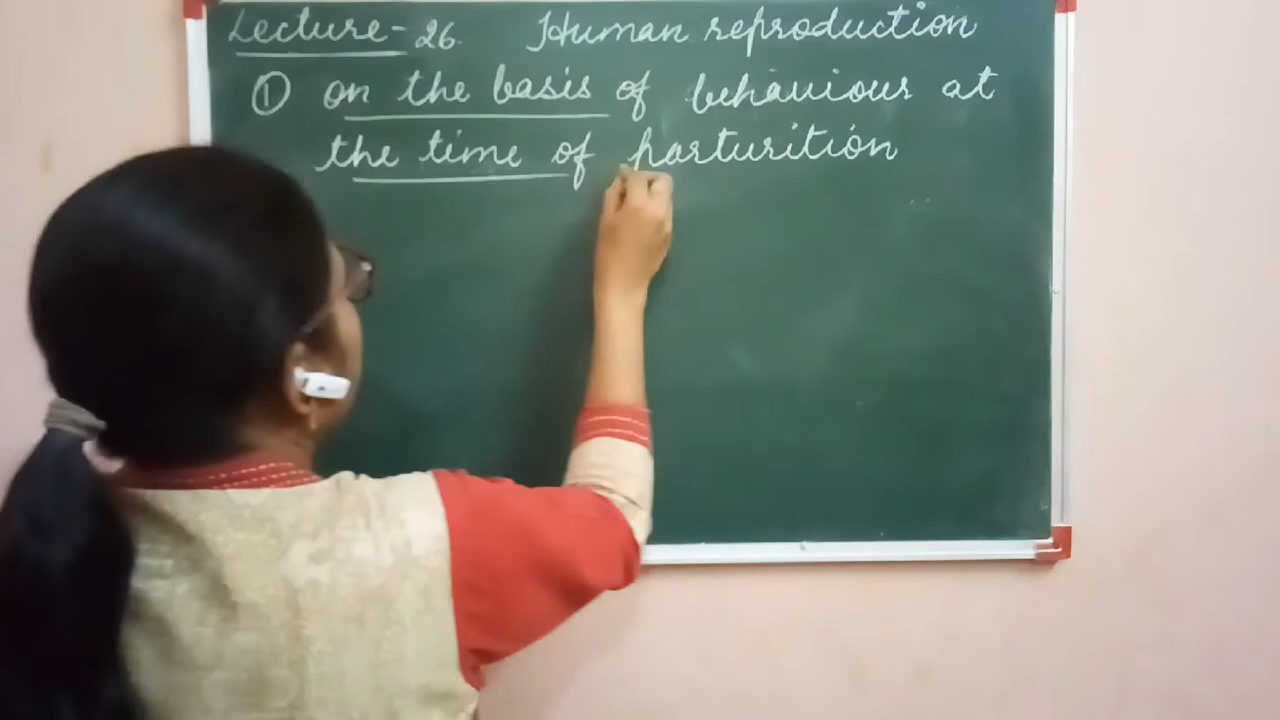 Lecture- 26. Human reproduction
① on the basis of behaviour at
the time of parturition